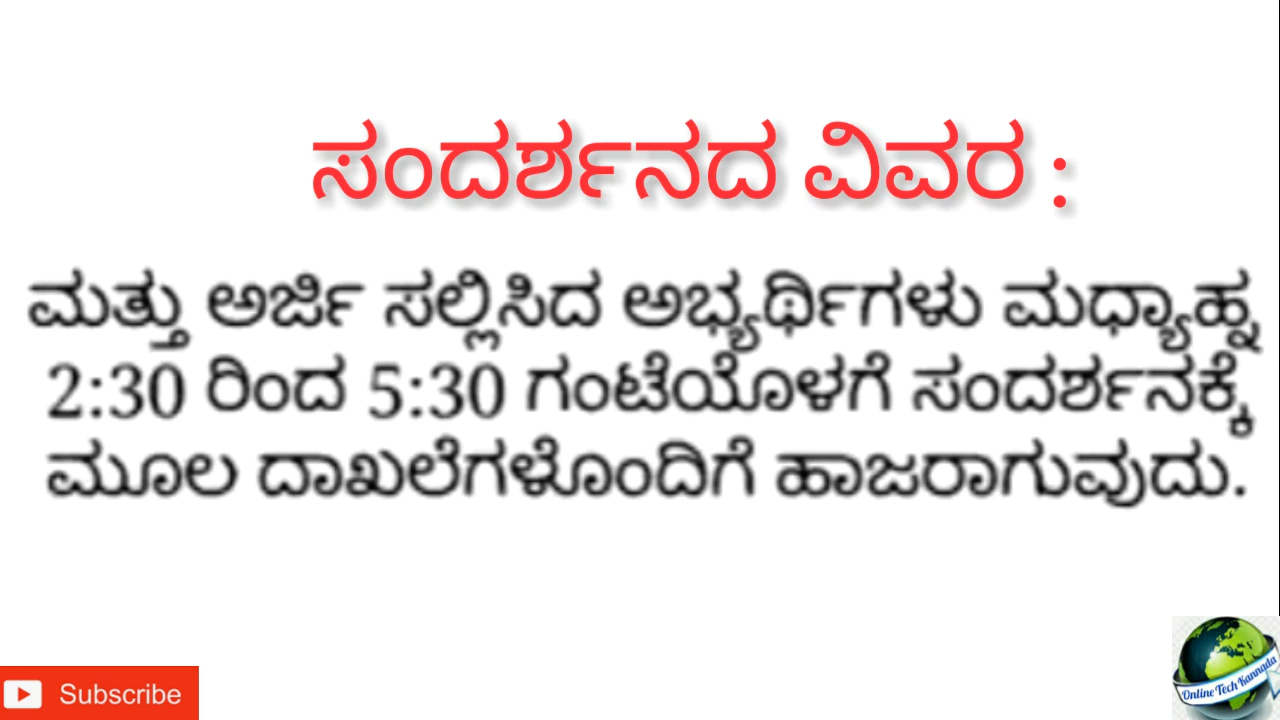 ಸಂದರ್ಶನದ ವಿವರ :
ಮತ್ತು ಅರ್ಜಿ ಸಲ್ಲಿಸಿದ ಅಭ್ಯರ್ಥಿಗಳು ಮಧ್ಯಾಹ್ನ
2:30 ರಿಂದ 5:30 ಗಂಟೆಯೊಳಗೆ ಸಂದರ್ಶನಕ್ಕೆ
ಮೂಲ ದಾಖಲೆಗಳೊಂದಿಗೆ ಹಾಜರಾಗುವುದು.
Subscribe
Online Tech Kannada